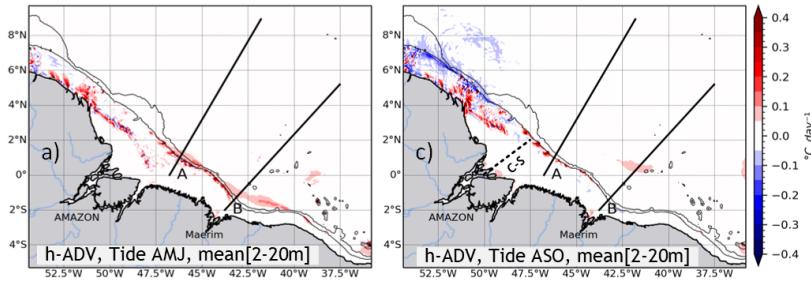 8°N
6°N
4°N
2°N
0°
2°S
4°S
a)
A
B
AMAZON
Maerim
h-ADV, Tide AMJ, mean[2-20m]
52.5°W 50°W 47.5°W 45°W 42.5°W 40°W 37.5°W
8°N
6°N
4°N
2°N
0°
2°S
4°S
c)
CS
A
B
AMAZON
Maerim
h-ADV, Tide ASO, mean[2-20m]
52.5°W 50°W 47.5°W 45°W 42.5°W 40°W 37.5°W
0.4
0.3
0.2
0.1
0.0
−0.1
−0.2
−0.3
−0.4
°C day⁻¹